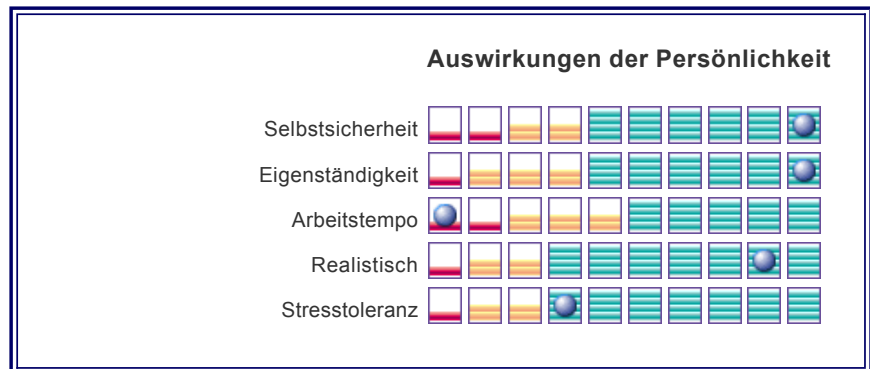 Auswirkungen der Persönlichkeit
Selbstsicherheit
Eigenständigkeit
Arbeitstempo
Realistisch
Stresstoleranz